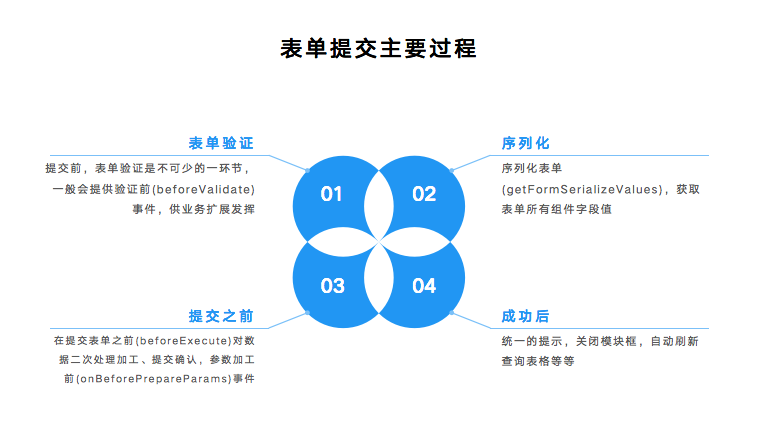 表单提交主要过程
表单验证
提交前，表单验证是不可少的一环节，
一般会提供验证前(beforeValidate)
事件，供业务扩展发挥
01
02
序列化
序列化表单
(getFormSerializeValues)，获取
表单所有组件字段值
提交之前
在提交表单之前(beforeExecute)对数
据二次处理加工、提交确认，参数加工
前(onBeforePrepareParams)事件
03
04
成功后
统一的提示，关闭模块框，自动刷新
查询表格等等